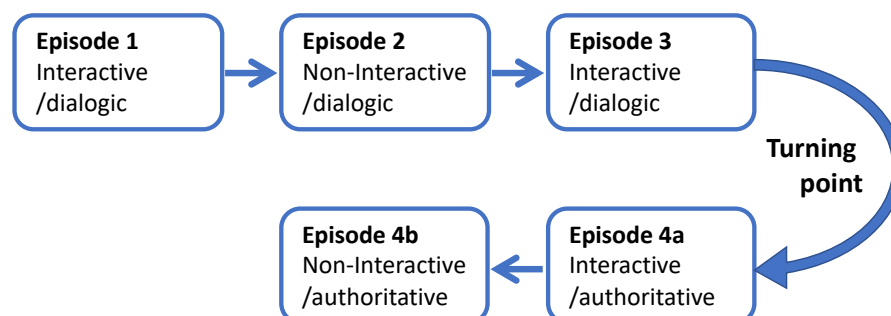 Episode 1
Interactive
/dialogic
Episode 2
Non-Interactive
/dialogic
Episode 3
Interactive
/dialogic
Turning
point
Episode 4a
Interactive
/authoritative
Episode 4b
Non-Interactive
/authoritative